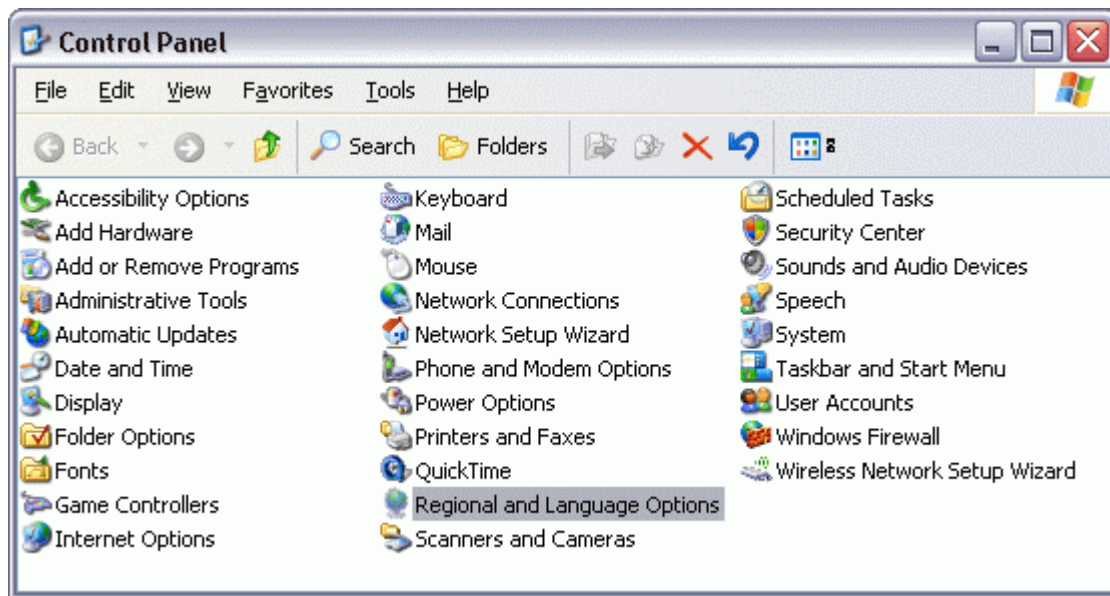 Control Panel
File Edit View Favorites Tools Help
Back Search Folders
Accessibility Options
Add Hardware
Add or Remove Programs
Administrative Tools
Automatic Updates
Date and Time
Display
Folder Options
Fonts
Game Controllers
Internet Options
Keyboard
Mail
Mouse
Network Connections
Network Setup Wizard
Phone and Modem Options
Power Options
Printers and Faxes
QuickTime
Regional and Language Options
Scanners and Cameras
Scheduled Tasks
Security Center
Sounds and Audio Devices
Speech
System
Taskbar and Start Menu
User Accounts
Windows Firewall
Wireless Network Setup Wizard